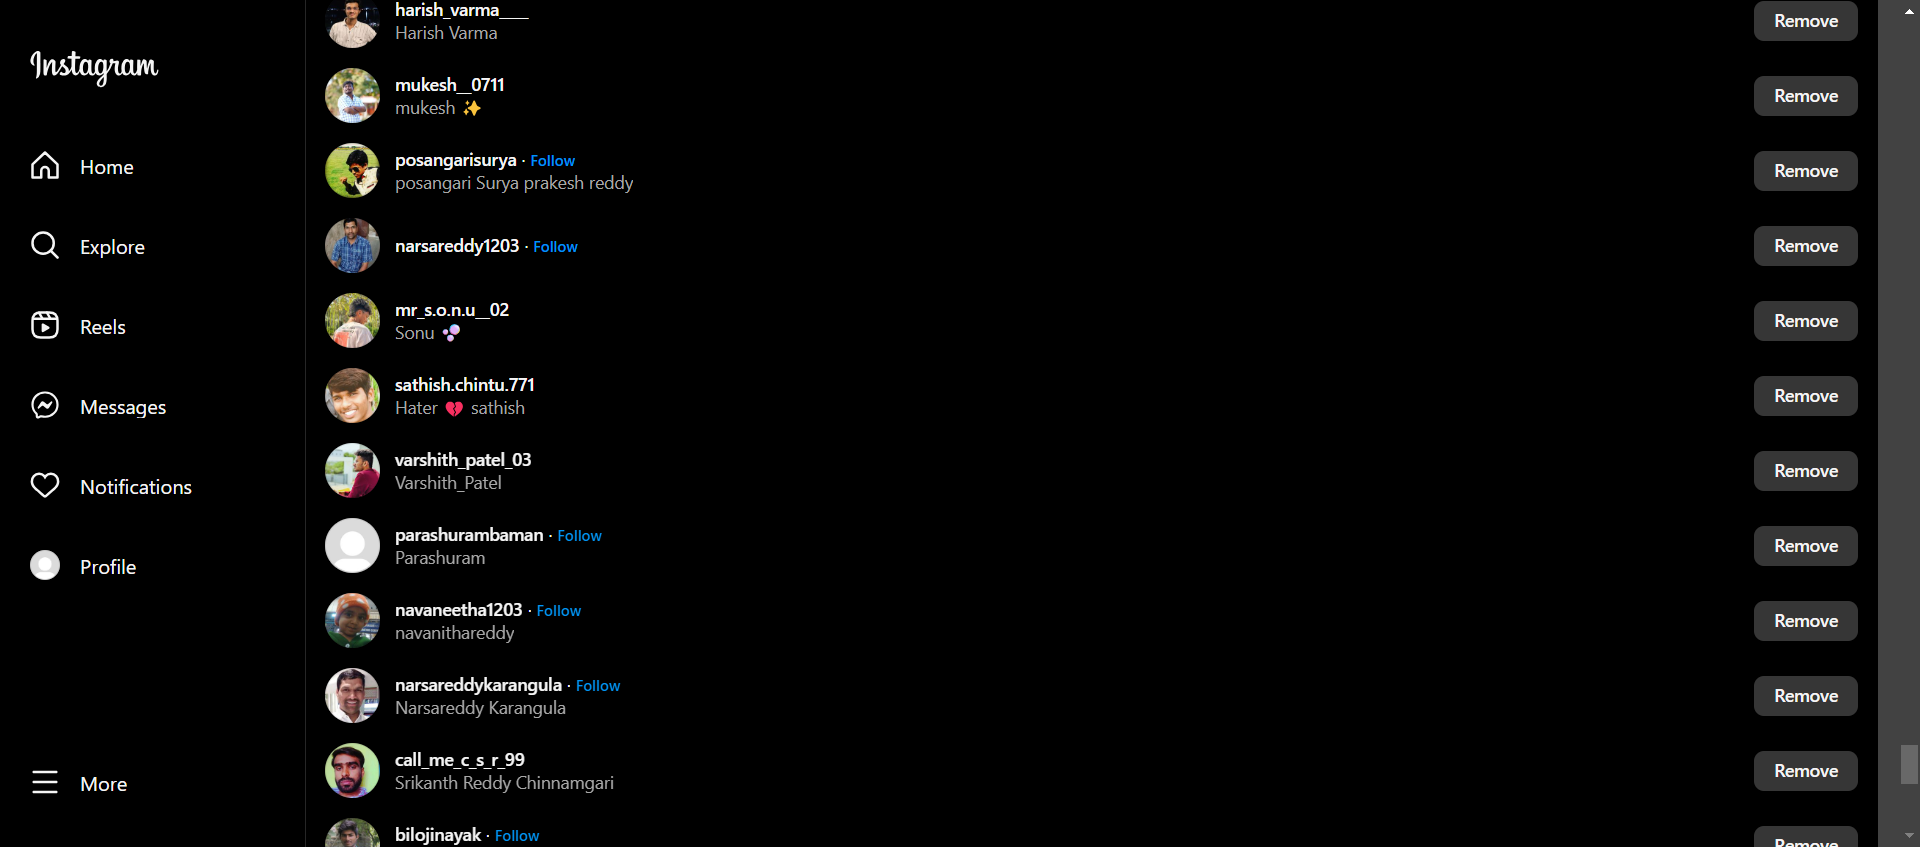 Instagram
Home
Explore
Reels
Messages
Notifications
Profile
More
harish_varma____
Harish Varma
Remove
mukesh__0711
mukesh ✨
Remove
posangarisurya · Follow
posangari Surya prakesh reddy
Remove
narsareddy1203 · Follow
Remove
mr_s.o.n.u__02
Sonu 🫧
Remove
sathish.chintu.771
Hater 💔 sathish
Remove
varshith_patel_03
Varshith_Patel
Remove
parashurambaman · Follow
Parashuram
Remove
navaneetha1203 · Follow
navanithareddy
Remove
narsareddykarangula · Follow
Narsareddy Karangula
Remove
call_me_c_s_r_99
Srikanth Reddy Chinnamgari
Remove
bilojinayak · Follow
Remove